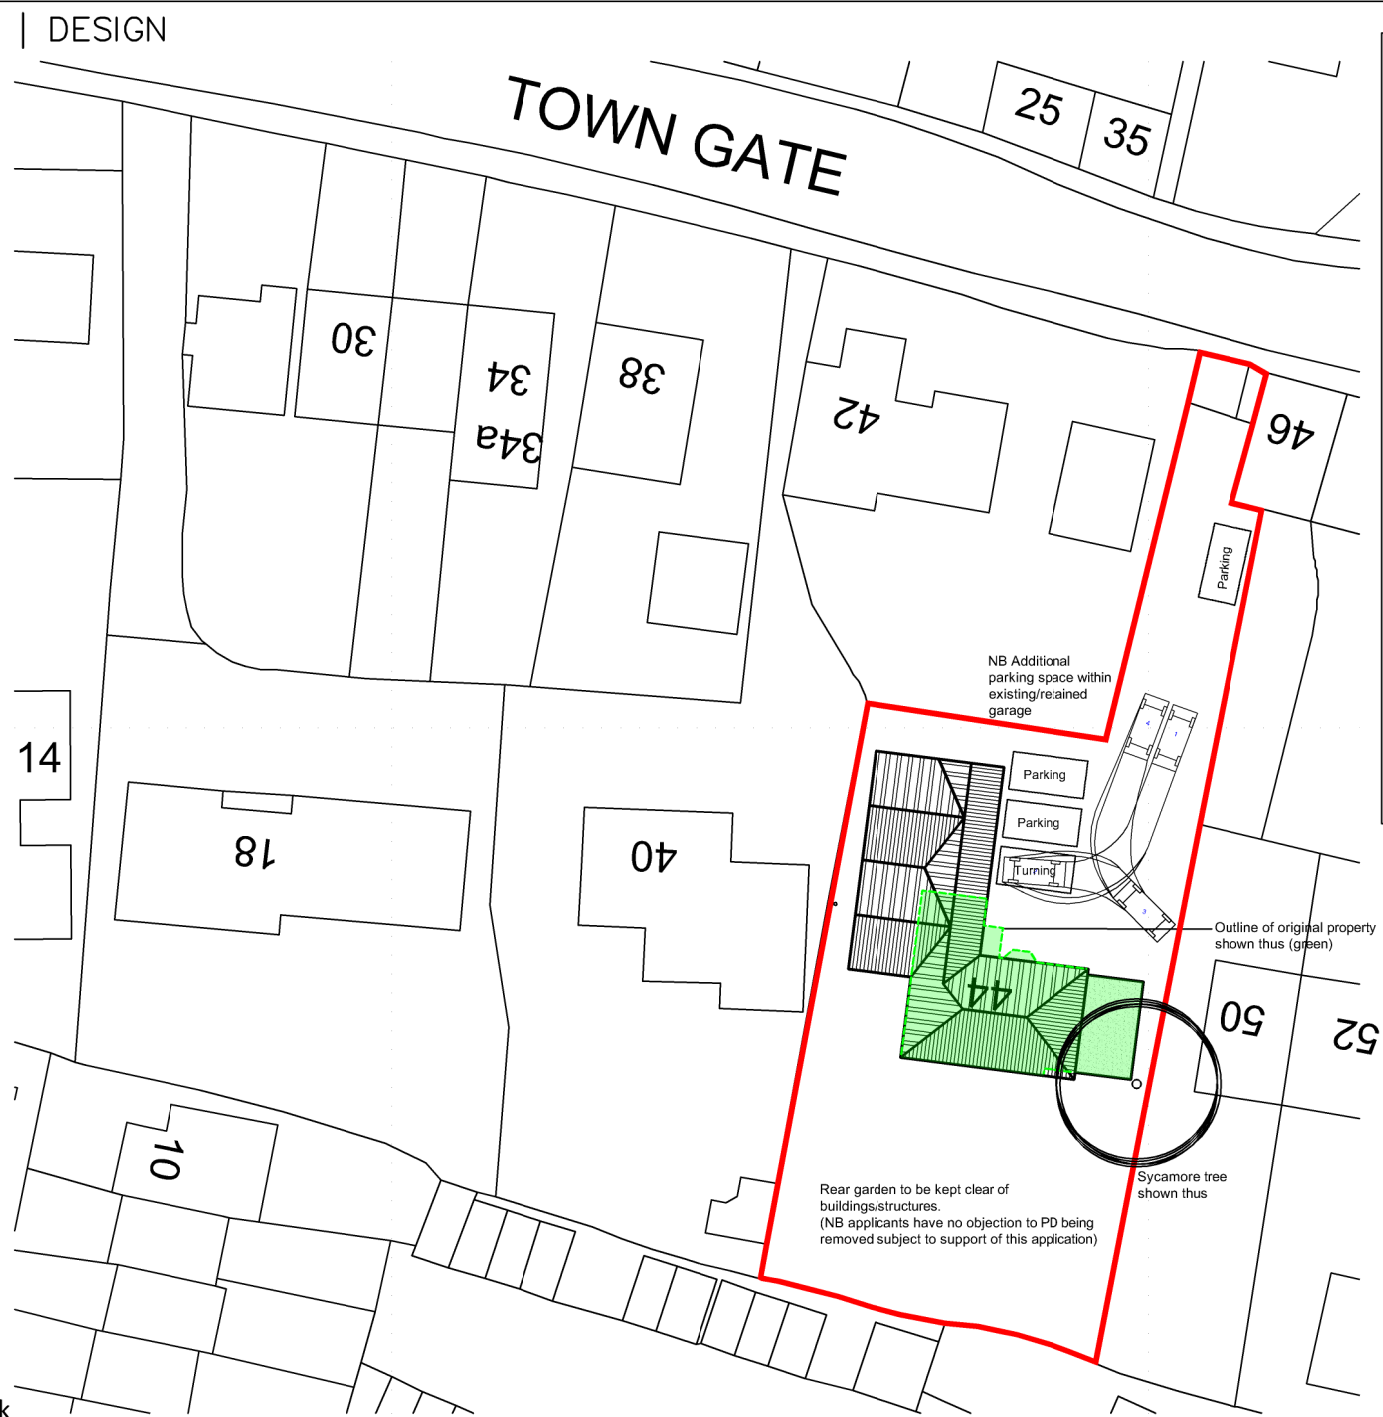 | DESIGN
TOWN GATE
25
35
30
34
34a
38
42
46
Parking
NB Additional
parking space within
existing/retained
garage
4
1
14
18
40
Parking
Parking
Turning
3
Outline of original property
shown thus (green)
44
50
52
10
Sycamore tree
shown thus
Rear garden to be kept clear of
buildings/structures.
(NB applicants have no objection to PD being
removed subject to support of this application)
k